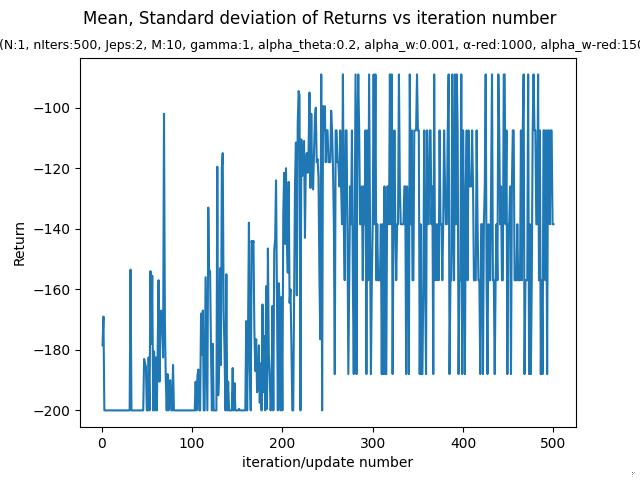 Mean, Standard deviation of Returns vs iteration number
(N:1, nIters:500, Jeps:2, M:10, gamma:1, alpha_theta:0.2, alpha_w:0.001, α-red:1000, alpha_w-red:150
−100
−120
−140
−160
−180
−200
Return
0 100 200 300 400 500
iteration/update number